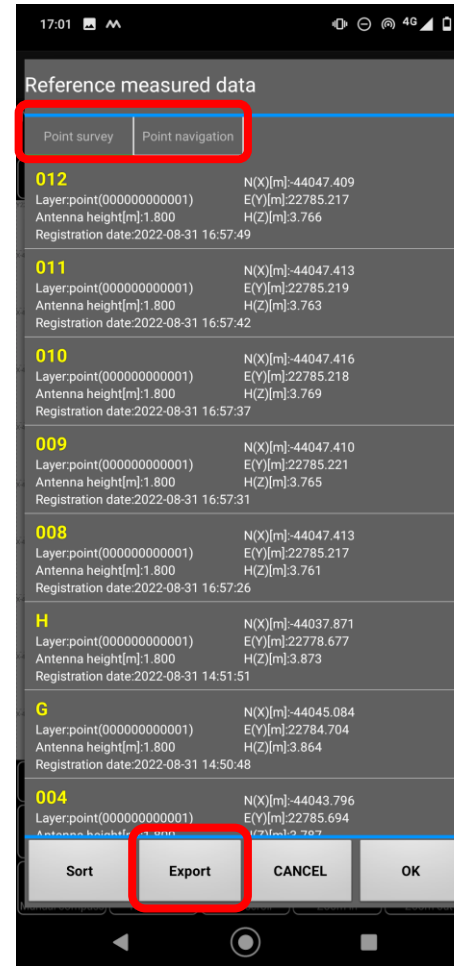 17:01 4G
Reference measured data
Point survey Point navigation
012 N(X)[m]:-44047.409
Layer:point(000000000001) E(Y)[m]:22785.217
Antenna height[m]:1.800 H(Z)[m]:3.766
Registration date:2022-08-31 16:57:49
011 N(X)[m]:-44047.413
Layer:point(000000000001) E(Y)[m]:22785.219
Antenna height[m]:1.800 H(Z)[m]:3.763
Registration date:2022-08-31 16:57:42
010 N(X)[m]:-44047.416
Layer:point(000000000001) E(Y)[m]:22785.218
Antenna height[m]:1.800 H(Z)[m]:3.769
Registration date:2022-08-31 16:57:37
009 N(X)[m]:-44047.410
Layer:point(000000000001) E(Y)[m]:22785.221
Antenna height[m]:1.800 H(Z)[m]:3.765
Registration date:2022-08-31 16:57:31
008 N(X)[m]:-44047.413
Layer:point(000000000001) E(Y)[m]:22785.217
Antenna height[m]:1.800 H(Z)[m]:3.761
Registration date:2022-08-31 16:57:26
H N(X)[m]:-44037.871
Layer:point(000000000001) E(Y)[m]:22778.677
Antenna height[m]:1.800 H(Z)[m]:3.873
Registration date:2022-08-31 14:51:51
G N(X)[m]:-44045.084
Layer:point(000000000001) E(Y)[m]:22784.704
Antenna height[m]:1.800 H(Z)[m]:3.864
Registration date:2022-08-31 14:50:48
004 N(X)[m]:-44043.796
Layer:point(000000000001) E(Y)[m]:22785.694
Antenna height[m]:1.800 H(Z)[m]:3.787
Sort Export CANCEL OK